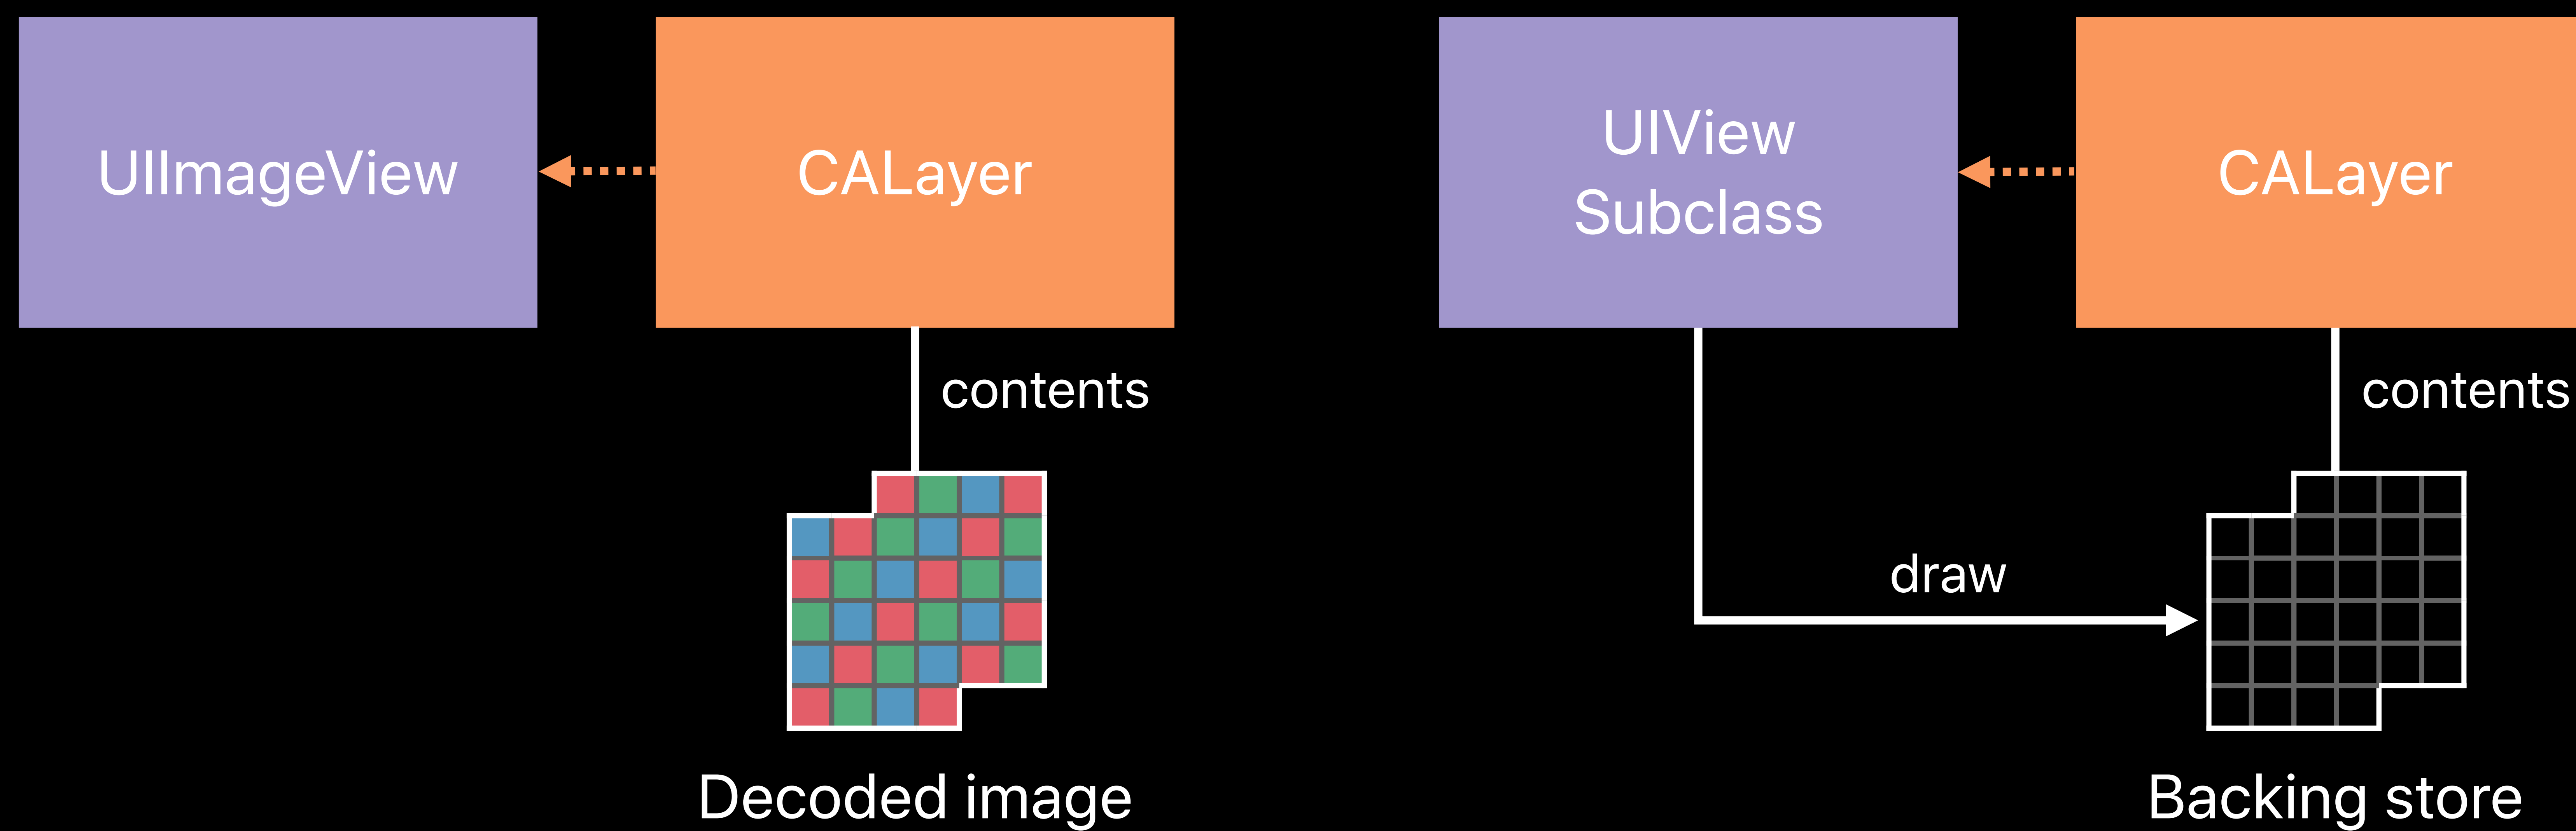 UIImageView
CALayer
contents
Decoded image
UIView
Subclass
CALayer
contents
draw
Backing store